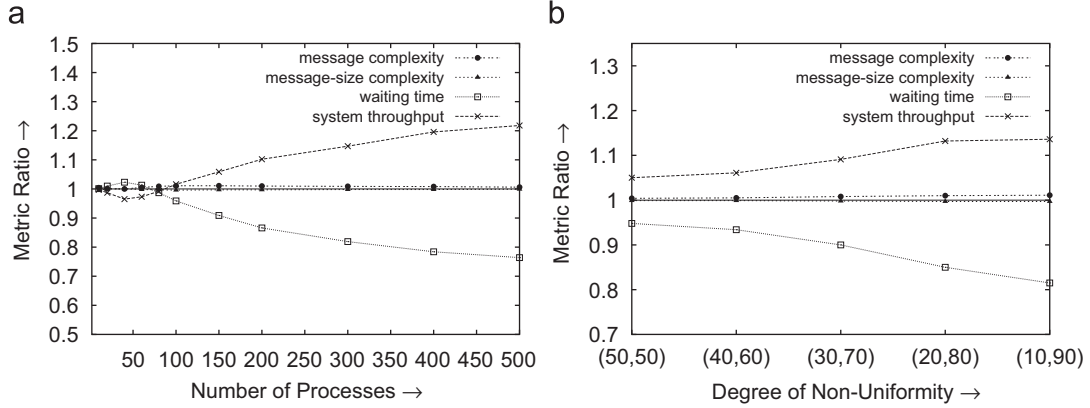 a
1.5
1.4
1.3
1.2
1.1
1
0.9
0.8
0.7
0.6
0.5
Metric Ratio →
message complexity
message-size complexity
waiting time
system throughput
50 100 150 200 250 300 350 400 450 500
Number of Processes →
b
1.3
1.2
1.1
1
0.9
0.8
0.7
Metric Ratio →
message complexity
message-size complexity
waiting time
system throughput
(50,50) (40,60) (30,70) (20,80) (10,90)
Degree of Non-Uniformity →